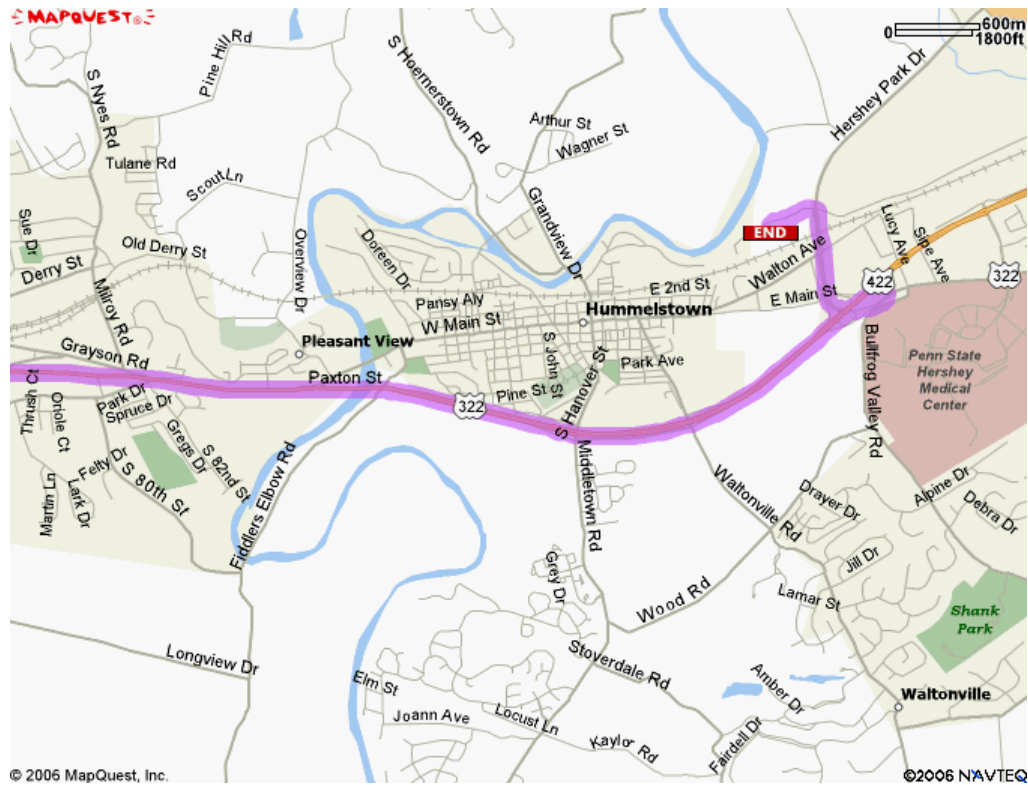 MAPQUEST
600m
0
1800ft
Pine Hill Rd
S Hoernerstown Rd
Hershey Park Dr
S Nyes Rd
Arthur St
Wagner St
Tulane Rd
Scout Ln
Grandview Dr
Sue Dr
Old Derry St
Overview Dr
Doreen Dr
END
Lucy Ave
Sipe Ave
Derry St
Walton Ave
Milroy Rd
Pansy Aly
E 2nd St
E Main St
422
322
W Main St
Hummelstown
Grayson Rd
Pleasant View
S John St
S Hanover St
Park Ave
Bullfrog Valley Rd
Penn State
Hershey
Medical
Center
Thrush Ct
Oriole Ct
Park Dr
Spruce Dr
Paxton St
322
Pine St
Gregs Dr
S 82nd St
Felty Dr
S 80th St
Martin Ln
Lark Dr
Fiddlers Elbow Rd
Middletown Rd
Waltonville Rd
Drayer Dr
Alpine Dr
Debra Dr
Jill Dr
Grey Dr
Wood Rd
Lamar St
Shank
Park
Longview Dr
Stoverdale Rd
Elm St
Amber Dr
Waltonville
Joann Ave
Locust Ln
Kaylor Rd
Fairdell Dr
© 2006 MapQuest, Inc.
©2006 NAVTEQ